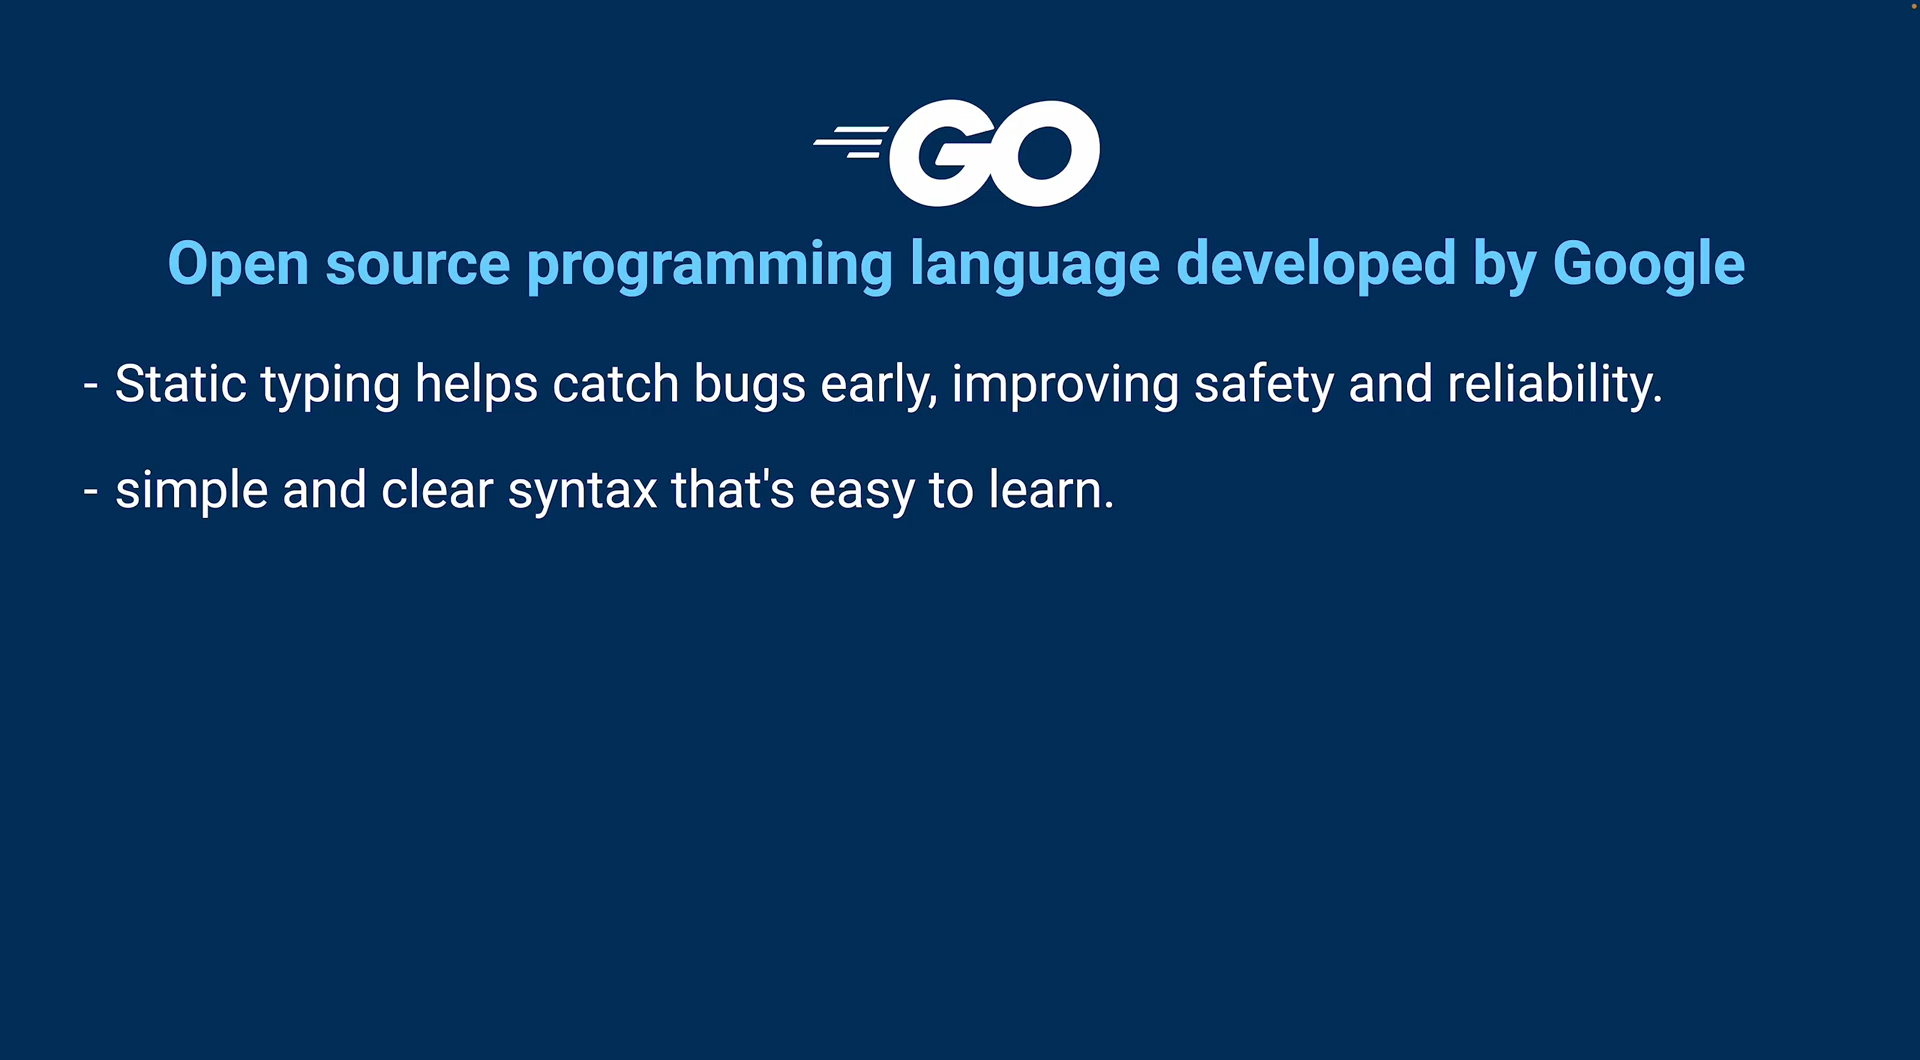 GO
Open source programming language developed by Google
- Static typing helps catch bugs early, improving safety and reliability.
- simple and clear syntax that's easy to learn.